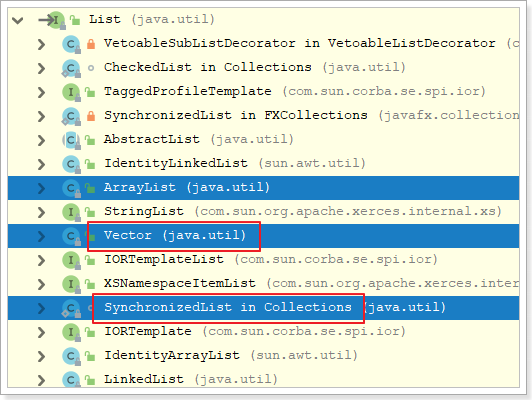 List (java.util)
VetoableSubListDecorator in VetoableListDecorator (c
CheckedList in Collections (java.util)
TaggedProfileTemplate (com.sun.corba.se.spi.ior)
SynchronizedList in FXCollections (javafx.collection
AbstractList (java.util)
IdentityLinkedList (sun.awt.util)
ArrayList (java.util)
StringList (com.sun.org.apache.xerces.internal.xs)
Vector (java.util)
IORTemplateList (com.sun.corba.se.spi.ior)
XSNamespaceItemList (com.sun.org.apache.xerces.inter
SynchronizedList in Collections (java.util)
IORTemplate (com.sun.corba.se.spi.ior)
IdentityArrayList (sun.awt.util)
LinkedList (java.util)